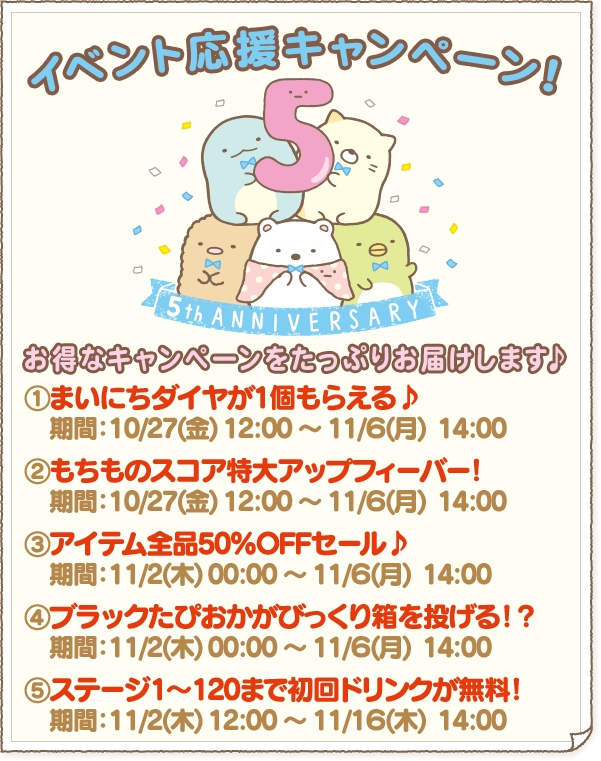 イベント応援キャンペーン!
5
5th ANNIVERSARY
お得なキャンペーンをたっぷりお届けします♪
①まいにちダイヤが1個もらえる♪
期間:10/27(金) 12:00 ～ 11/6(月) 14:00
②もちものスコア特大アップフィーバー!
期間:10/27(金) 12:00 ～ 11/6(月) 14:00
③アイテム全品50%OFFセール♪
期間:11/2(木) 00:00 ～ 11/6(月) 14:00
④ブラックたぴおかがびっくり箱を投げる!？
期間:11/2(木) 00:00 ～ 11/6(月) 14:00
⑤ステージ1～120まで初回ドリンクが無料!
期間:11/2(木) 12:00 ～ 11/16(木) 14:00